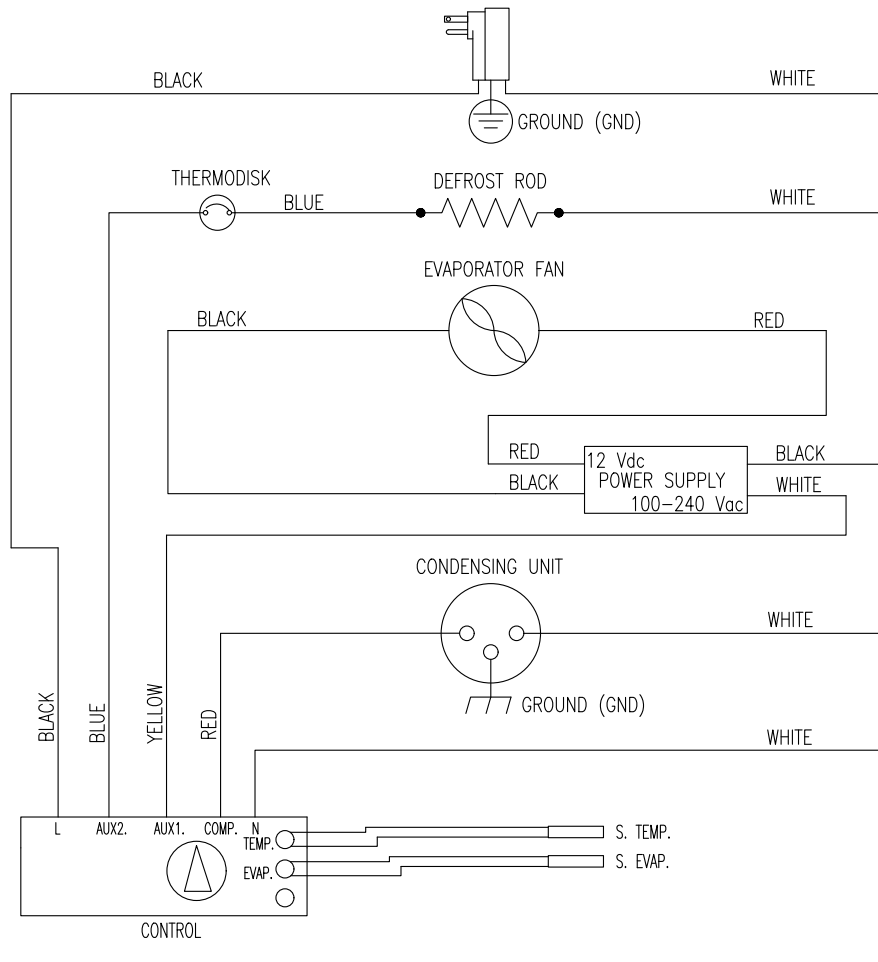 BLACK
WHITE
GROUND (GND)
THERMODISK
BLUE
DEFROST ROD
WHITE
EVAPORATOR FAN
BLACK
RED
RED
12 Vdc
BLACK
BLACK
POWER SUPPLY
WHITE
100-240 Vac
CONDENSING UNIT
WHITE
GROUND (GND)
BLACK
BLUE
YELLOW
RED
WHITE
L
AUX2.
AUX1.
COMP.
N
TEMP.
S. TEMP.
EVAP.
S. EVAP.
CONTROL